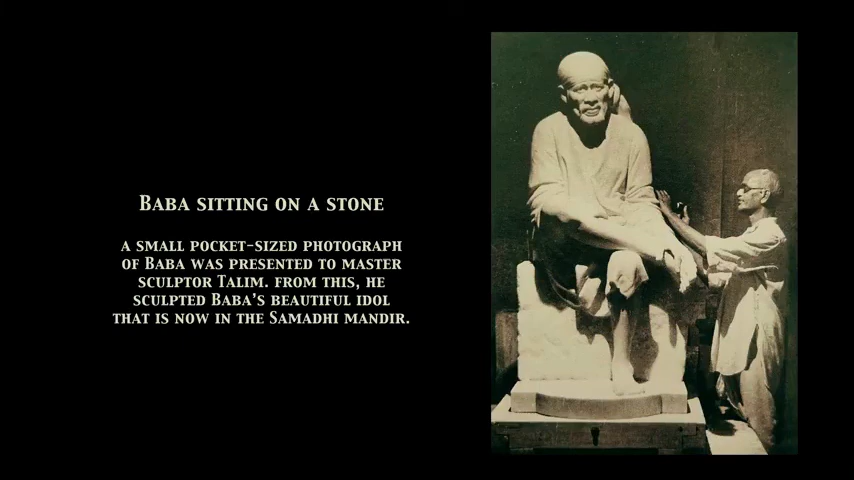 Baba sitting on a stone
a small pocket-sized photograph
of Baba was presented to master
sculptor Talim. from this, he
sculpted Baba's beautiful idol
that is now in the Samadhi mandir.